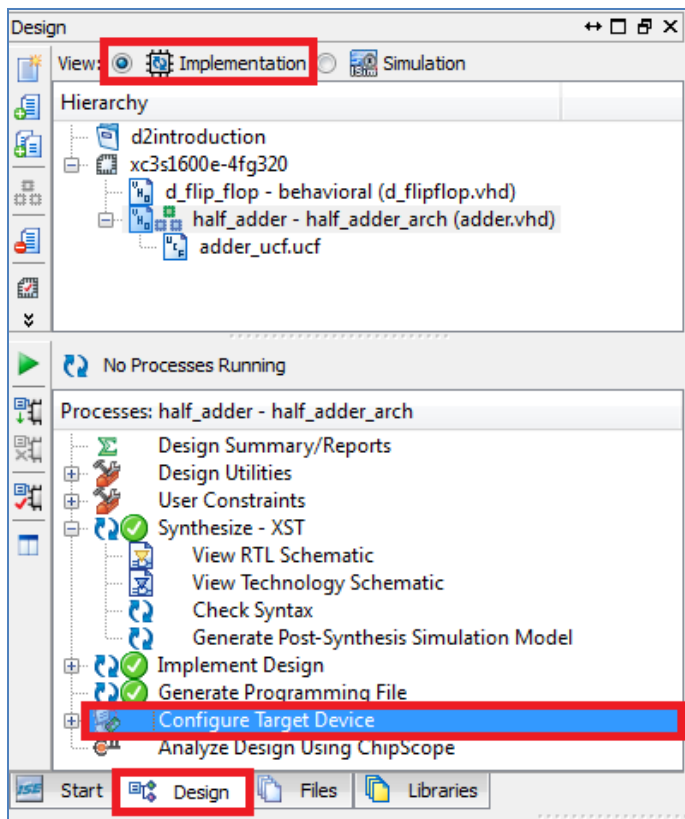 Design
View: Implementation Simulation
Hierarchy
d2introduction
xc3s1600e-4fg320
d_flip_flop - behavioral (d_flipflop.vhd)
half_adder - half_adder_arch (adder.vhd)
adder_ucf.ucf
No Processes Running
Processes: half_adder - half_adder_arch
Design Summary/Reports
Design Utilities
User Constraints
Synthesize - XST
View RTL Schematic
View Technology Schematic
Check Syntax
Generate Post-Synthesis Simulation Model
Implement Design
Generate Programming File
Configure Target Device
Analyze Design Using ChipScope
ISE Start Design Files Libraries